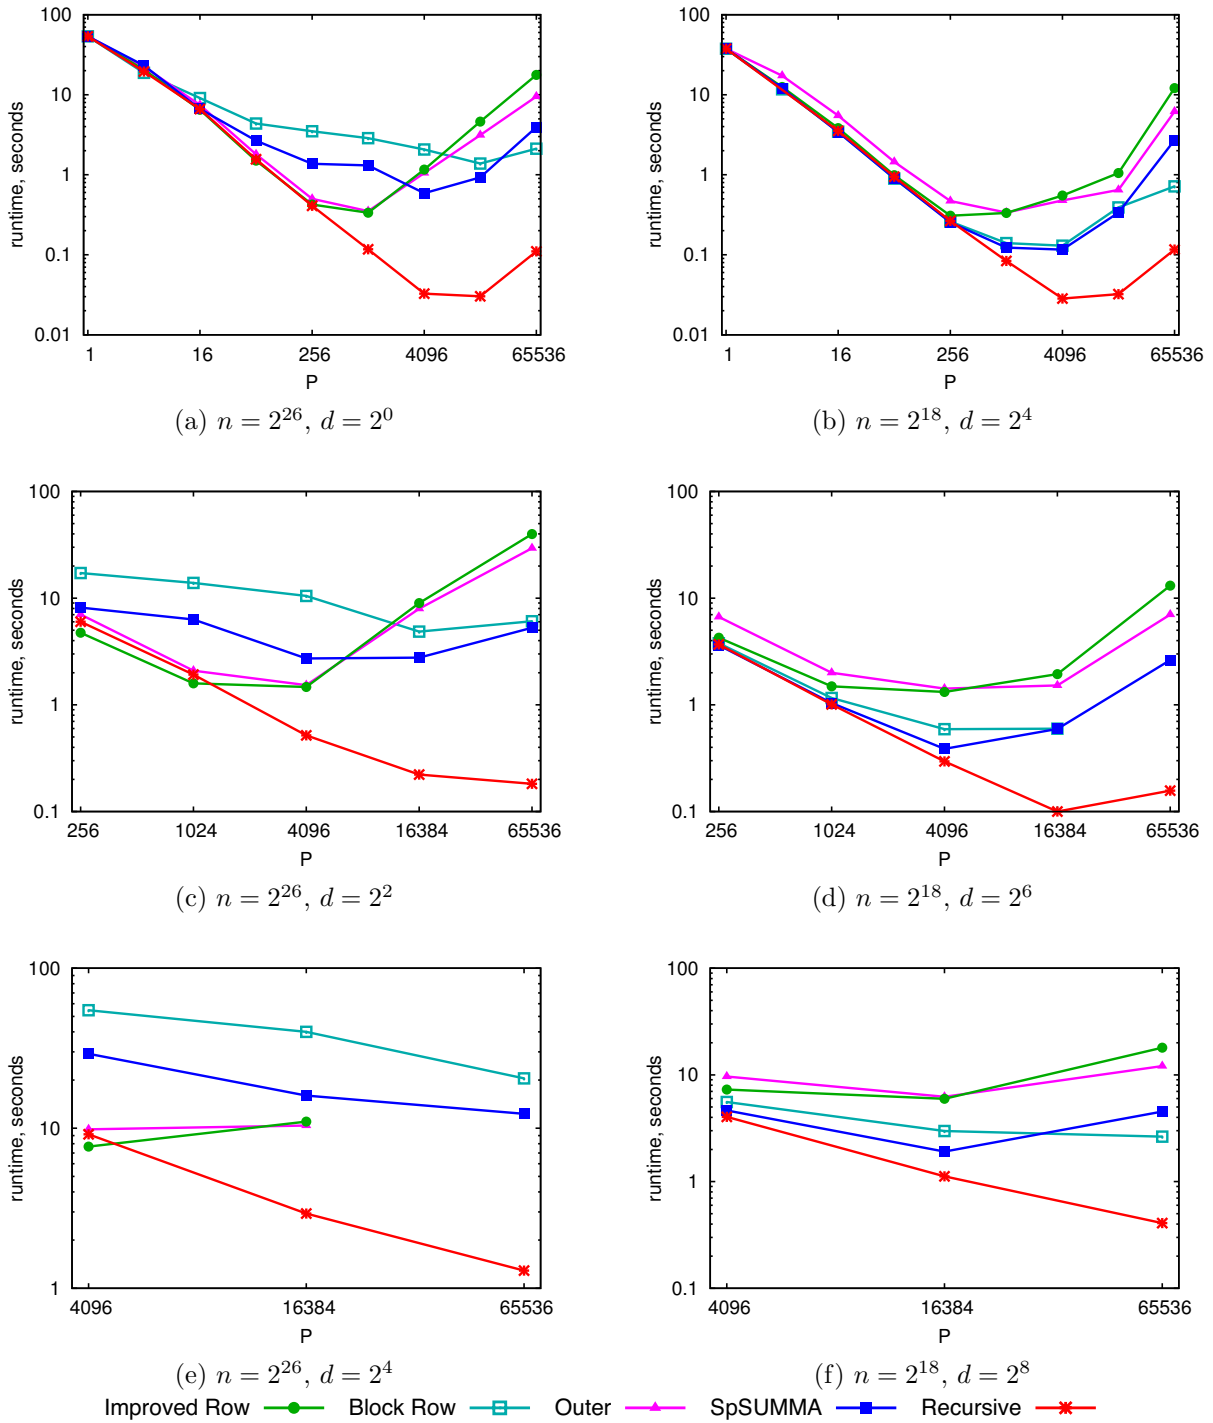 100
10
1
0.1
0.01
runtime, seconds
1 16 256 4096 65536
P
(a) n = 2^26, d = 2^0
100
10
1
0.1
0.01
runtime, seconds
1 16 256 4096 65536
P
(b) n = 2^18, d = 2^4
100
10
1
0.1
runtime, seconds
256 1024 4096 16384 65536
P
(c) n = 2^26, d = 2^2
100
10
1
0.1
runtime, seconds
256 1024 4096 16384 65536
P
(d) n = 2^18, d = 2^6
100
10
1
runtime, seconds
4096 16384 65536
P
(e) n = 2^26, d = 2^4
100
10
1
0.1
runtime, seconds
4096 16384 65536
P
(f) n = 2^18, d = 2^8
Improved Row Block Row Outer SpSUMMA Recursive